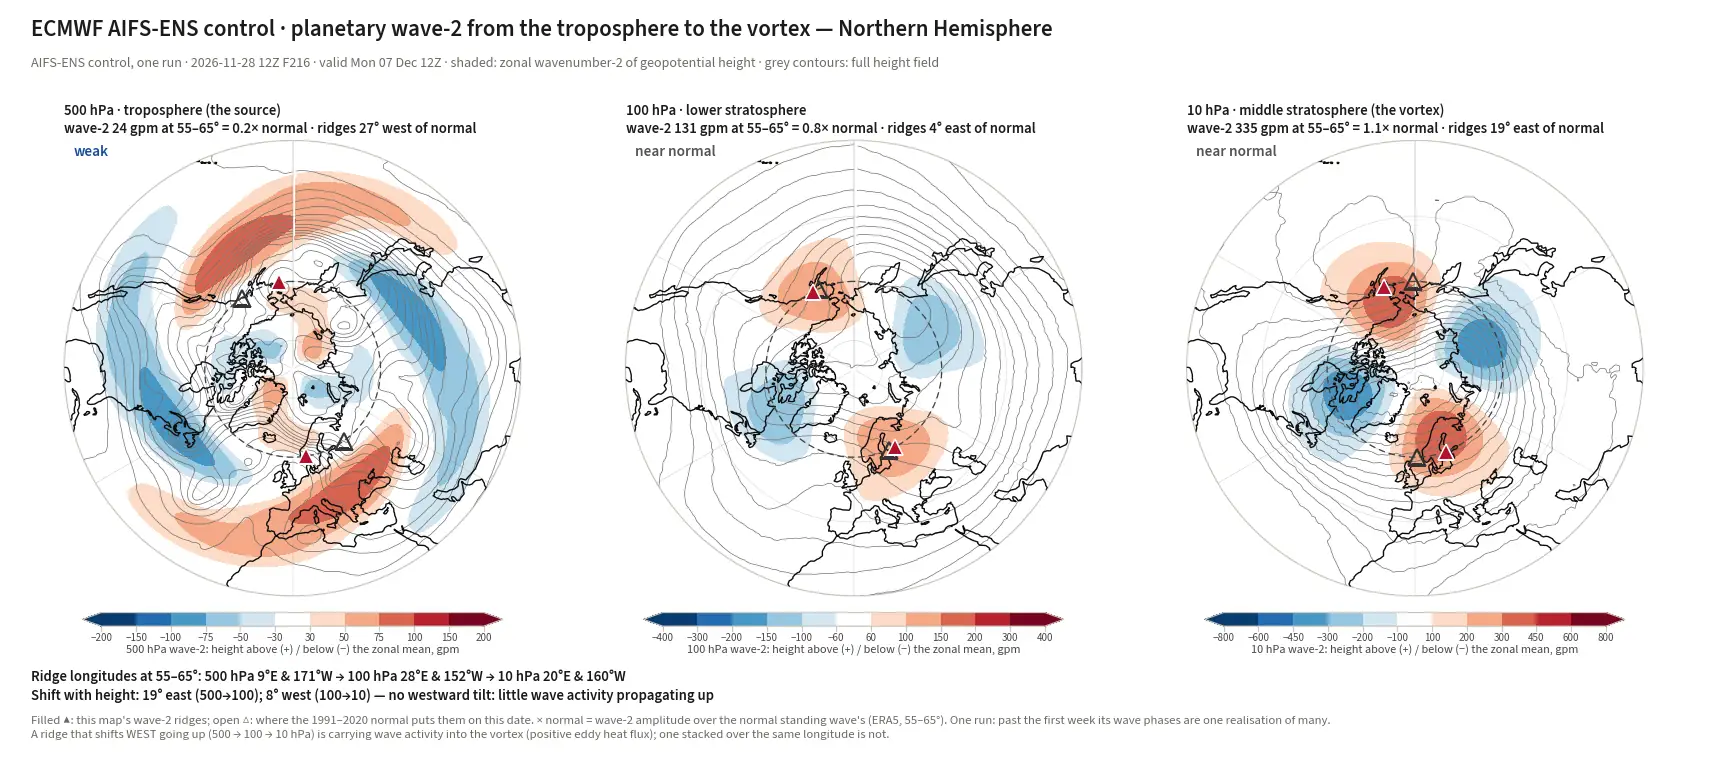 ECMWF AIFS-ENS control · planetary wave-2 from the troposphere to the vortex — Northern Hemisphere
AIFS-ENS control, one run · 2026-11-28 12Z F216 · valid Mon 07 Dec 12Z · shaded: zonal wavenumber-2 of geopotential height · grey contours: full height field
500 hPa · troposphere (the source)
wave-2 24 gpm at 55–65° = 0.2× normal · ridges 27° west of normal
weak
100 hPa · lower stratosphere
wave-2 131 gpm at 55–65° = 0.8× normal · ridges 4° east of normal
near normal
10 hPa · middle stratosphere (the vortex)
wave-2 335 gpm at 55–65° = 1.1× normal · ridges 19° east of normal
near normal
−200 −150 −100 −75 −50 −30 30 50 75 100 150 200
500 hPa wave-2: height above (+) / below (−) the zonal mean, gpm
−400 −300 −200 −150 −100 −60 60 100 150 200 300 400
100 hPa wave-2: height above (+) / below (−) the zonal mean, gpm
−800 −600 −450 −300 −200 −100 100 200 300 450 600 800
10 hPa wave-2: height above (+) / below (−) the zonal mean, gpm
Ridge longitudes at 55–65°: 500 hPa 9°E & 171°W → 100 hPa 28°E & 152°W → 10 hPa 20°E & 160°W
Shift with height: 19° east (500→100); 8° west (100→10) — no westward tilt: little wave activity propagating up
Filled ▲: this map's wave-2 ridges; open △: where the 1991–2020 normal puts them on this date. × normal = wave-2 amplitude over the normal standing wave's (ERA5, 55–65°). One run: past the first week its wave phases are one realisation of many.
A ridge that shifts WEST going up (500 → 100 → 10 hPa) is carrying wave activity into the vortex (positive eddy heat flux); one stacked over the same longitude is not.